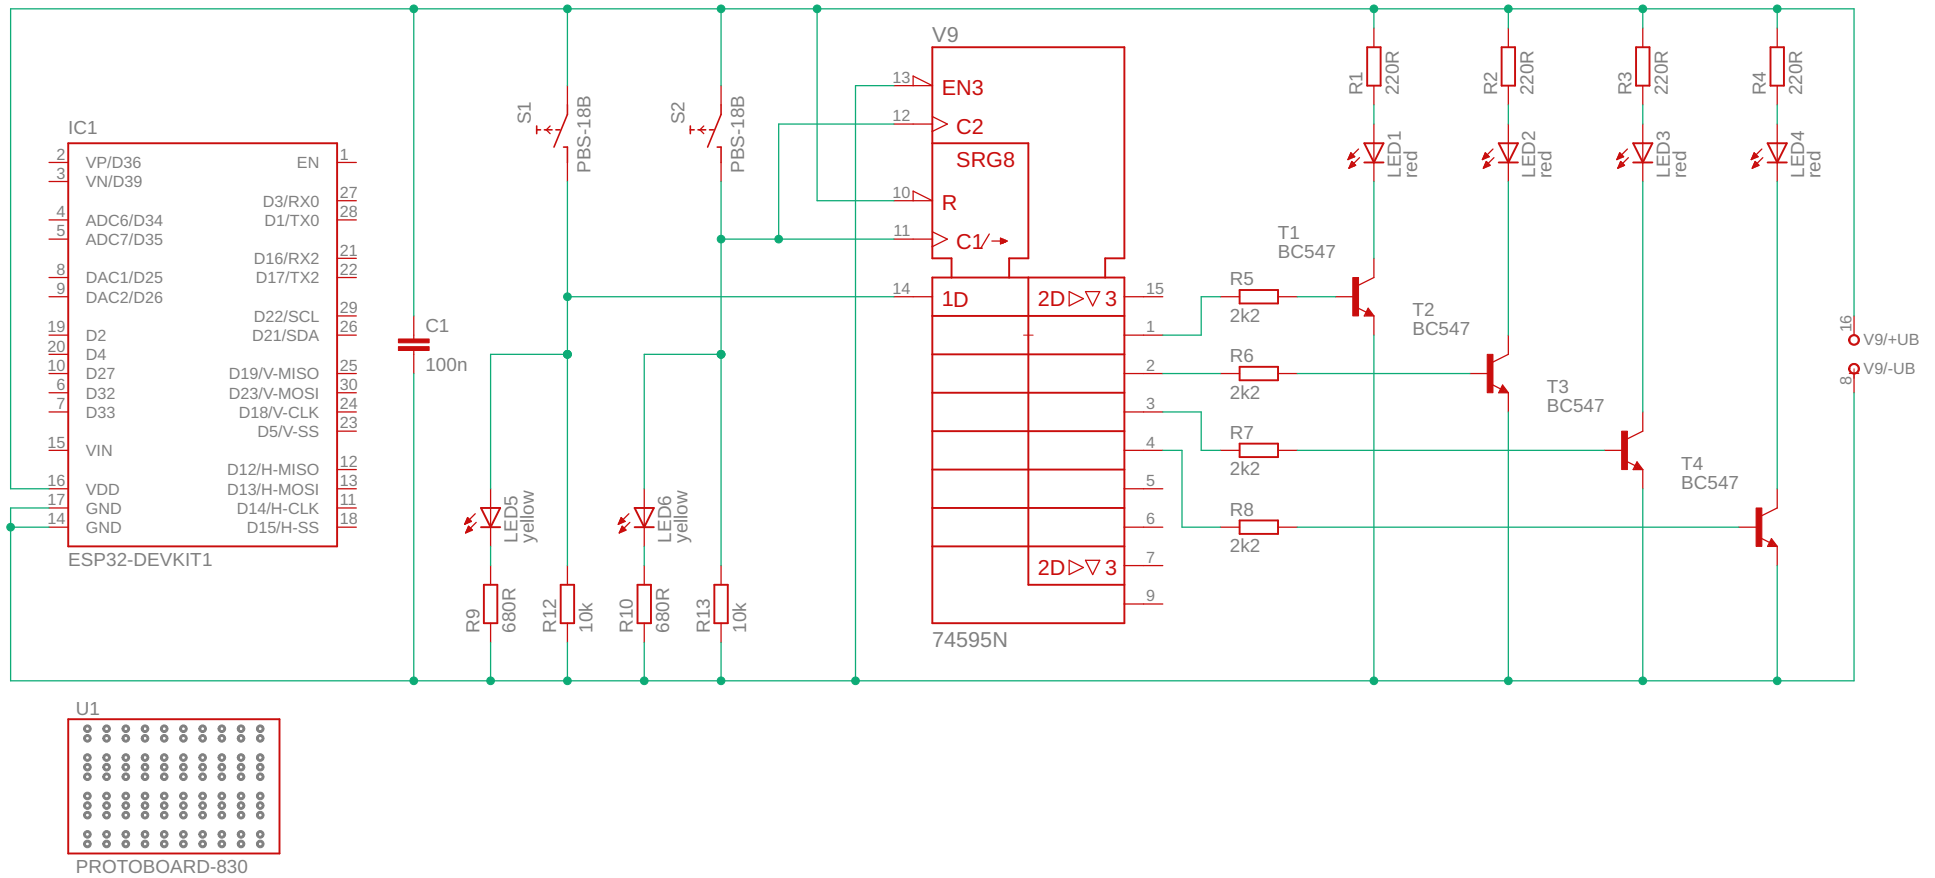 IC1
2 VP/D36 EN 1
3 VN/D39
D3/RX0 27
4 ADC6/D34 D1/TX0 28
5 ADC7/D35
D16/RX2 21
8 DAC1/D25 D17/TX2 22
9 DAC2/D26
D22/SCL 29
19 D2 D21/SDA 26
20 D4
10 D27 D19/V-MISO 25
6 D32 D23/V-MOSI 30
7 D33 D18/V-CLK 24
D5/V-SS 23
15 VIN
D12/H-MISO 12
16 VDD D13/H-MOSI 13
17 GND D14/H-CLK 11
14 GND D15/H-SS 18
ESP32-DEVKIT1
C1
100n
S1
PBS-18B
S2
PBS-18B
LED5
yellow
LED6
yellow
R9
680R
R12
10k
R10
680R
R13
10k
V9
13 EN3
12 C2
SRG8
10 R
11 C1/
14 1D 2D 3 15
1
2
3
4
5
6
2D 3 7
9
74595N
R1
220R
R2
220R
R3
220R
R4
220R
LED1
red
LED2
red
LED3
red
LED4
red
T1
BC547
T2
BC547
T3
BC547
T4
BC547
R5
2k2
R6
2k2
R7
2k2
R8
2k2
16
V9/+UB
V9/-UB
8
U1
PROTOBOARD-830